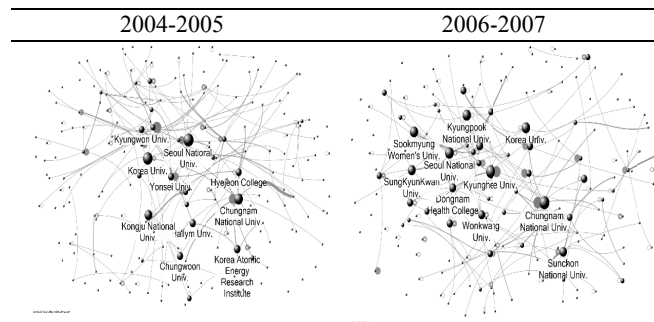 2004-2005
2006-2007
Kyungwon Univ.
Seoul National
Univ.
Korea Univ.
Yonsei Univ.
Hyejeon College
Chungnam
National Univ.
Kongju National
Univ.
Hallym Univ.
Chungwoon
Univ.
Korea Atomic
Energy
Research
Institute
Kyungpook
National Univ.
Korea Univ.
Sookmyung
Women's Univ.
Seoul National
Univ.
Kyunghee Univ.
SungKyunKwan
Univ.
Dongnam
Health College
Wonkwang
Univ.
Chungnam
National Univ.
Sunchon
National Univ.